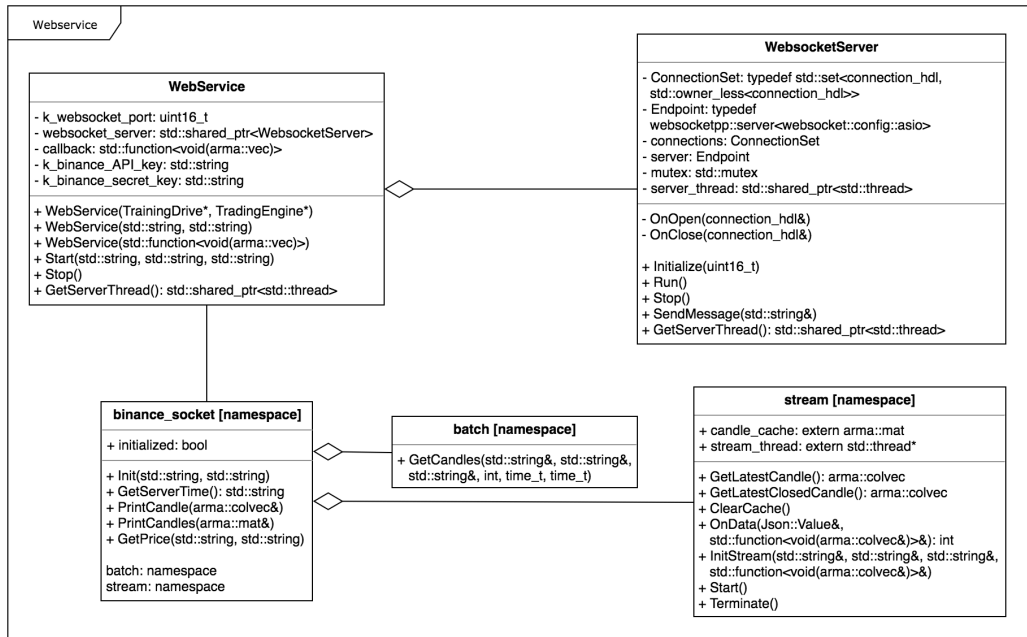 Webservice
WebService
- k_websocket_port: uint16_t
- websocket_server: std::shared_ptr<WebsocketServer>
- callback: std::function<void(arma::vec)>
- k_binance_API_key: std::string
- k_binance_secret_key: std::string
+ WebService(TrainingDrive*, TradingEngine*)
+ WebService(std::string, std::string)
+ WebService(std::function<void(arma::vec)>)
+ Start(std::string, std::string, std::string)
+ Stop()
+ GetServerThread(): std::shared_ptr<std::thread>
WebsocketServer
- ConnectionSet: typedef std::set<connection_hdl,
std::owner_less<connection_hdl>>
- Endpoint: typedef
websocketpp::server<websocket::config::asio>
- connections: ConnectionSet
- server: Endpoint
- mutex: std::mutex
- server_thread: std::shared_ptr<std::thread>
- OnOpen(connection_hdl&)
- OnClose(connection_hdl&)
+ Initialize(uint16_t)
+ Run()
+ Stop()
+ SendMessage(std::string&)
+ GetServerThread(): std::shared_ptr<std::thread>
binance_socket [namespace]
+ initialized: bool
+ Init(std::string, std::string)
+ GetServerTime(): std::string
+ PrintCandle(arma::colvec&)
+ PrintCandles(arma::mat&)
+ GetPrice(std::string, std::string)
batch: namespace
stream: namespace
batch [namespace]
+ GetCandles(std::string&, std::string&,
std::string&, int, time_t, time_t)
stream [namespace]
+ candle_cache: extern arma::mat
+ stream_thread: extern std::thread*
+ GetLatestCandle(): arma::colvec
+ GetLatestClosedCandle(): arma::colvec
+ ClearCache()
+ OnData(Json::Value&,
std::function<void(arma::colvec&)>&): int
+ InitStream(std::string&, std::string&, std::string&,
std::function<void(arma::colvec&)>&)
+ Start()
+ Terminate()